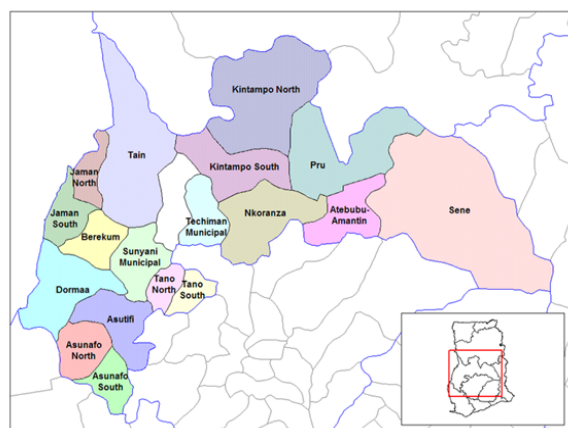 Kintampo North
Tain
Jaman
North
Kintampo South
Pru
Jaman
South
Techiman
Municipal
Nkoranza
Atebubu-
Amantin
Sene
Berekum
Sunyani
Municipal
Dormaa
Tano
North
Tano
South
Asutifi
Asunafo
North
Asunafo
South